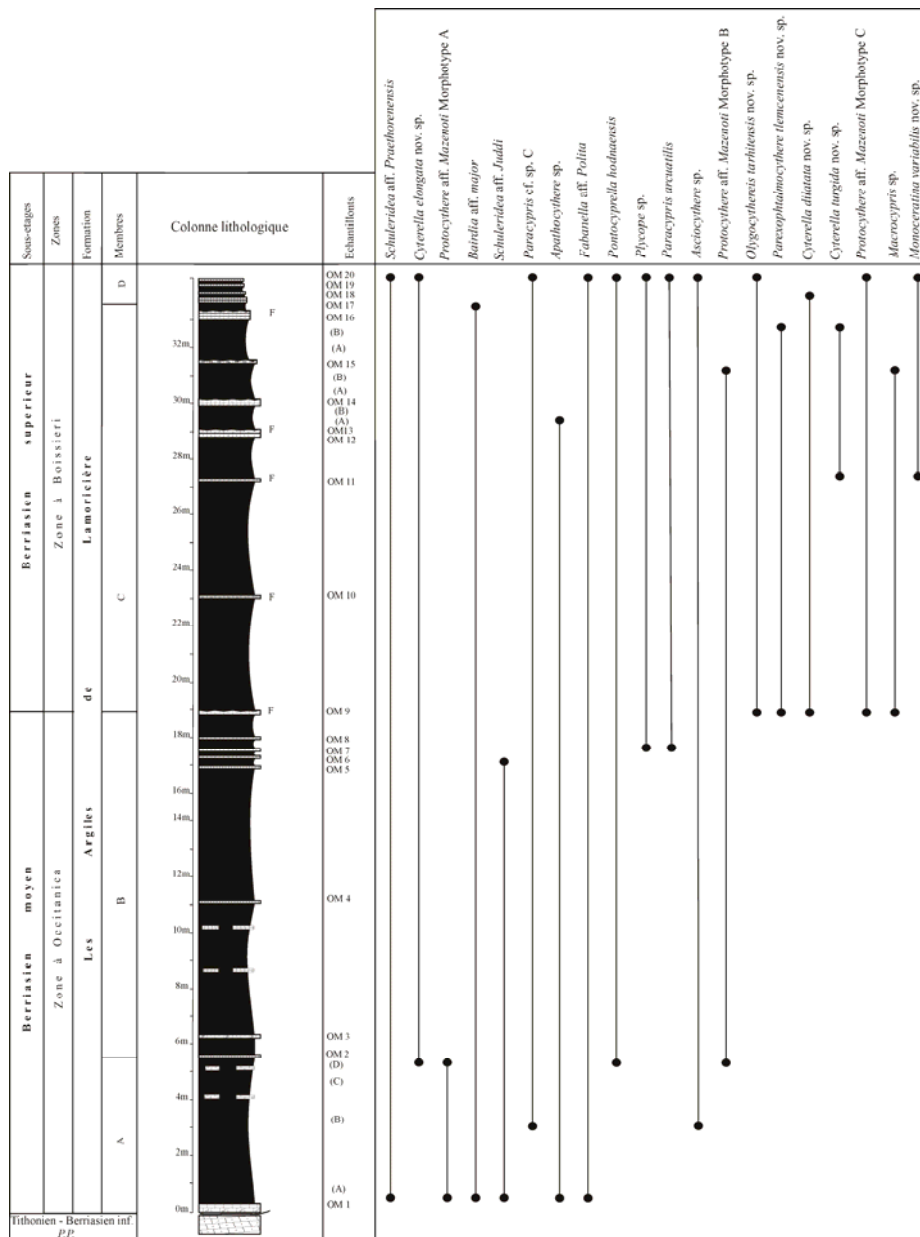 Sous-etages
Zones
Formation
Membres
Colonne lithologique
Echantillonts
Schuleridea aff. Praethorenensis
Cyterella elongata nov. sp.
Protocythere aff. Mazenoti Morphotype A
Bairdia aff. major
Schuleridea aff. Juddi
Paracypris cf. sp. C
Apathocythere sp.
Fabanella aff. Polita
Pontocyprella hodnaensis
Plycope sp.
Paracypris arcuatilis
Asciocythere sp.
Protocythere aff. Mazenoti Morphotype B
Olygocythereis tarhitensis nov. sp.
Parexophtalmocythere tlemcenensis nov. sp.
Cyterella dilatata nov. sp.
Cyterella turgida nov. sp.
Protocythere aff. Mazenoti Morphotype C
Macrocypris sp.
Monoceratina variabilis nov. sp.
Berriasien superieur
Berriasien moyen
Zone à Boissieri
Zone à Occitanica
Les Argiles de Lamoricière
D
C
B
A
32m
30m
28m
26m
24m
22m
20m
18m
16m
14m
12m
10m
8m
6m
4m
2m
0m
F
F
F
F
F
OM 20
OM 19
OM 18
OM 17
OM 16
(B)
(A)
OM 15
(B)
(A)
OM 14
(B)
(A)
OM13
OM 12
OM 11
OM 10
OM 9
OM 8
OM 7
OM 6
OM 5
OM 4
OM 3
OM 2
(D)
(C)
(B)
(A)
OM 1
Tithonien - Berriasien inf.
P.P.